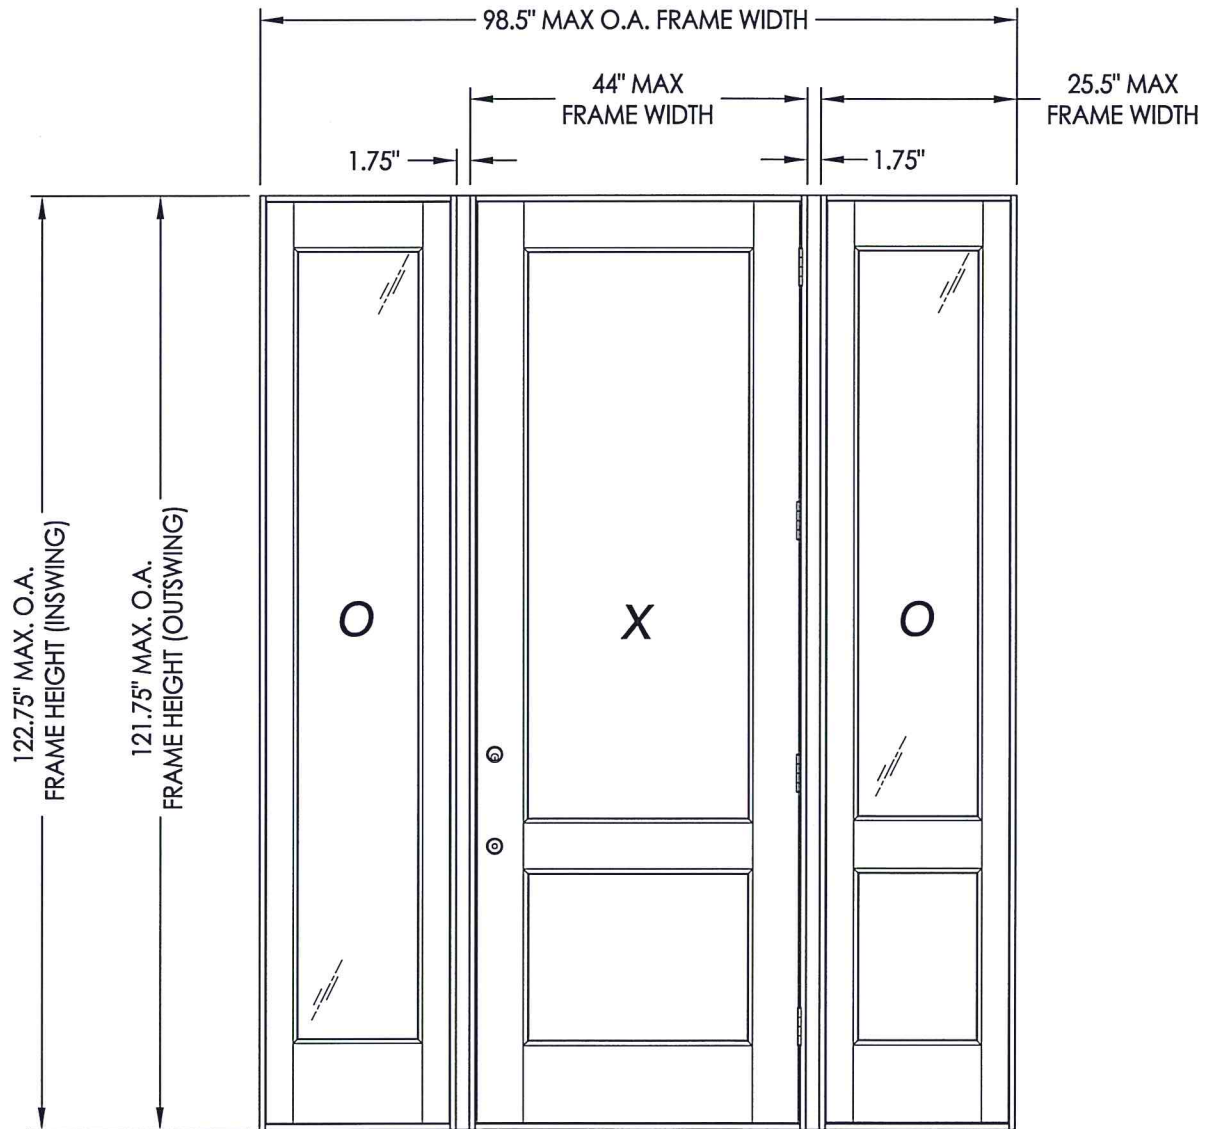 98.5" MAX O.A. FRAME WIDTH
44" MAX
FRAME WIDTH
25.5" MAX
FRAME WIDTH
1.75"
1.75"
122.75" MAX. O.A.
FRAME HEIGHT (INSWING)
121.75" MAX. O.A.
FRAME HEIGHT (OUTSWING)
O
X
O